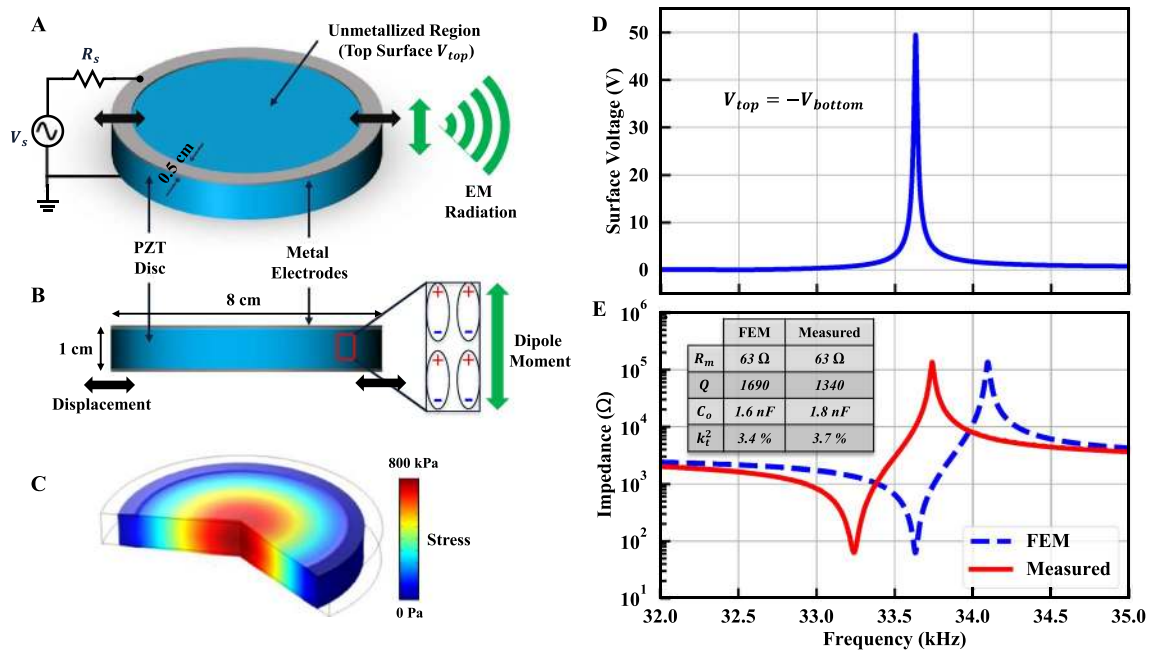 A
Unmetallized Region
(Top Surface V_top)
R_s
V_s
0.5 cm
EM
Radiation
PZT
Disc
Metal
Electrodes
B
8 cm
1 cm
Displacement
+ +
- -
+ +
- -
Dipole
Moment
C
800 kPa
Stress
0 Pa
D
Surface Voltage (V)
50
40
30
20
10
0
V_top = −V_bottom
E
Impedance (Ω)
10^6
10^5
10^4
10^3
10^2
10^1
FEM Measured
R_m 63 Ω 63 Ω
Q 1690 1340
C_o 1.6 nF 1.8 nF
k_t^2 3.4 % 3.7 %
FEM
Measured
32.0 32.5 33.0 33.5 34.0 34.5 35.0
Frequency (kHz)